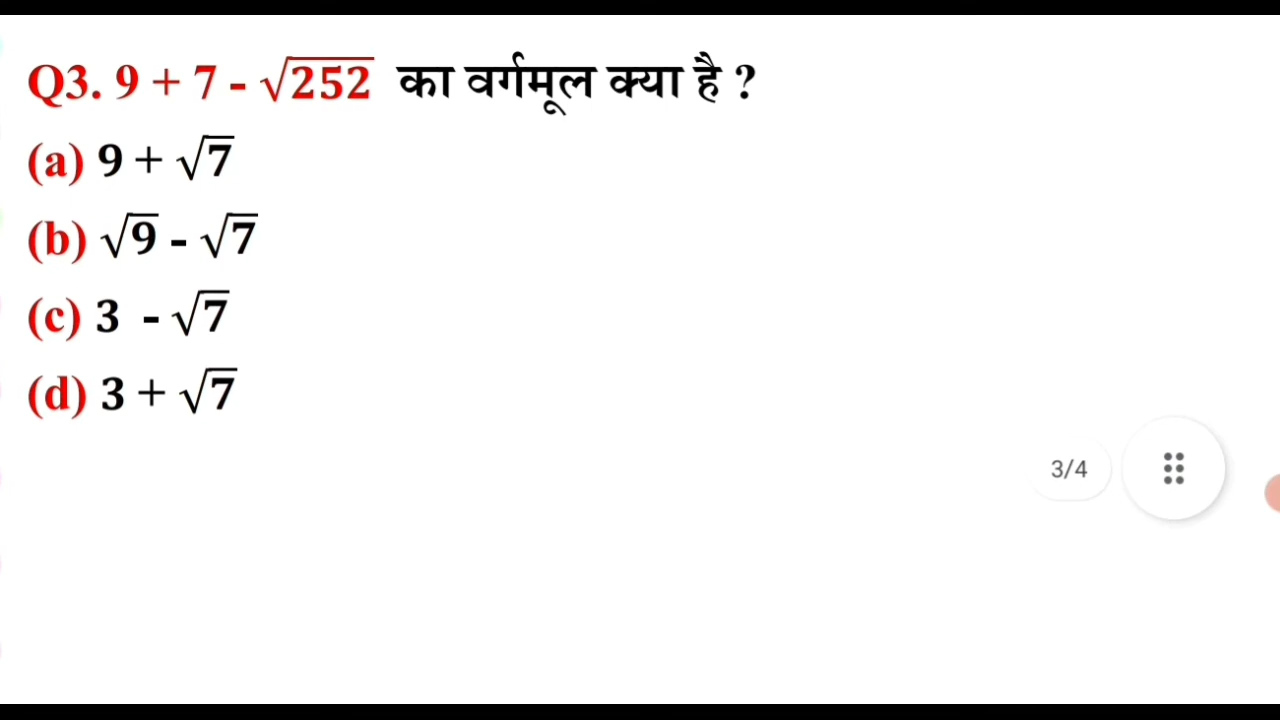 Q3. 9 + 7 - √252 का वर्गमूल क्या है ?
(a) 9 + √7
(b) √9 - √7
(c) 3 - √7
(d) 3 + √7
3/4